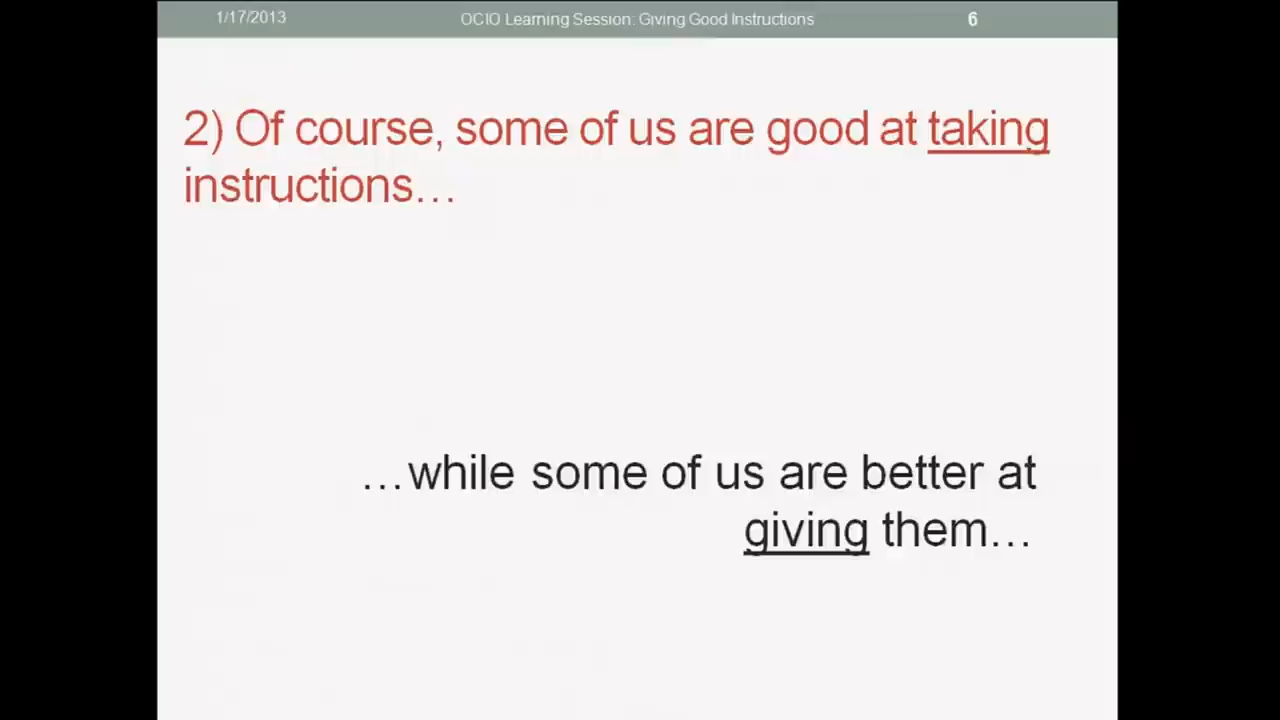 1/17/2013 OCIO Learning Session: Giving Good Instructions 6
2) Of course, some of us are good at taking
instructions…
…while some of us are better at
giving them…